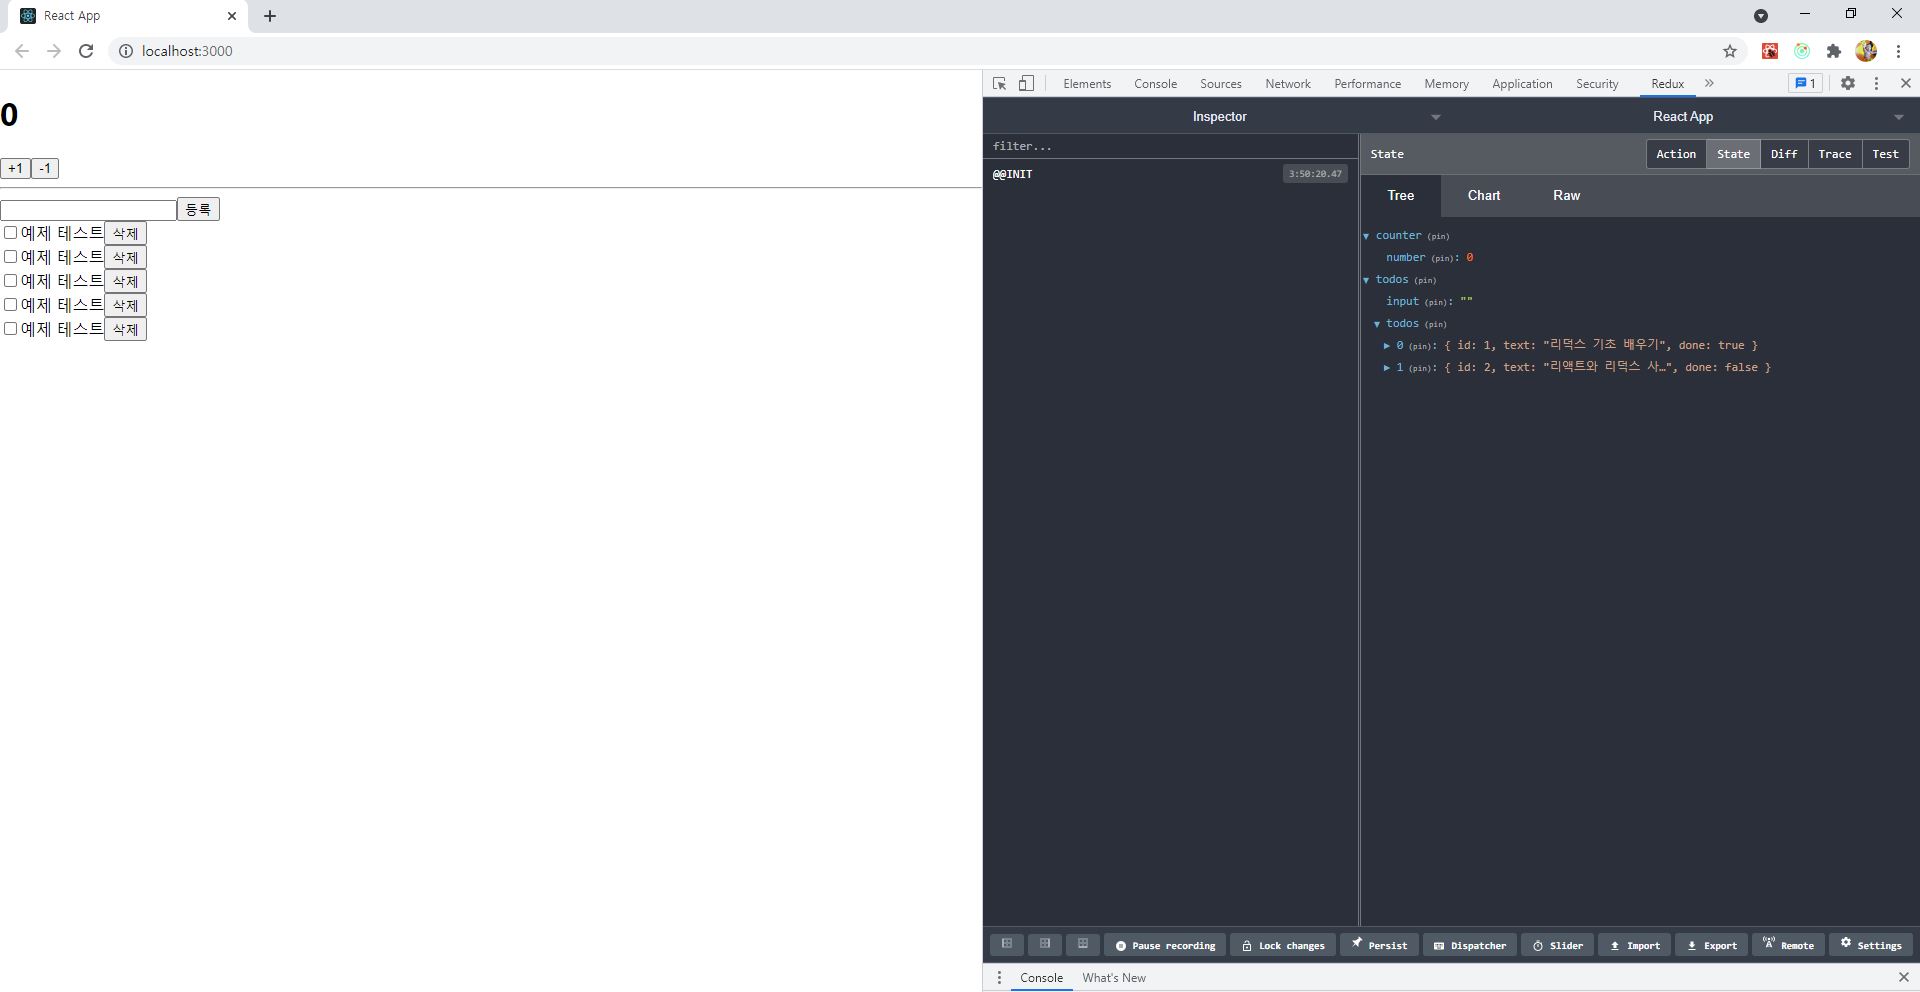 React App
localhost:3000
0
+1 -1
등록
예제 테스트 삭제
예제 테스트 삭제
예제 테스트 삭제
예제 테스트 삭제
예제 테스트 삭제
Elements Console Sources Network Performance Memory Application Security Redux » 1
Inspector React App
filter...
@@INIT 3:50:20.47
State Action State Diff Trace Test
Tree Chart Raw
counter (pin)
number (pin): 0
todos (pin)
input (pin): ""
todos (pin)
0 (pin): { id: 1, text: "리덕스 기초 배우기", done: true }
1 (pin): { id: 2, text: "리액트와 리덕스 사…", done: false }
Pause recording Lock changes Persist Dispatcher Slider Import Export Remote Settings
Console What's New